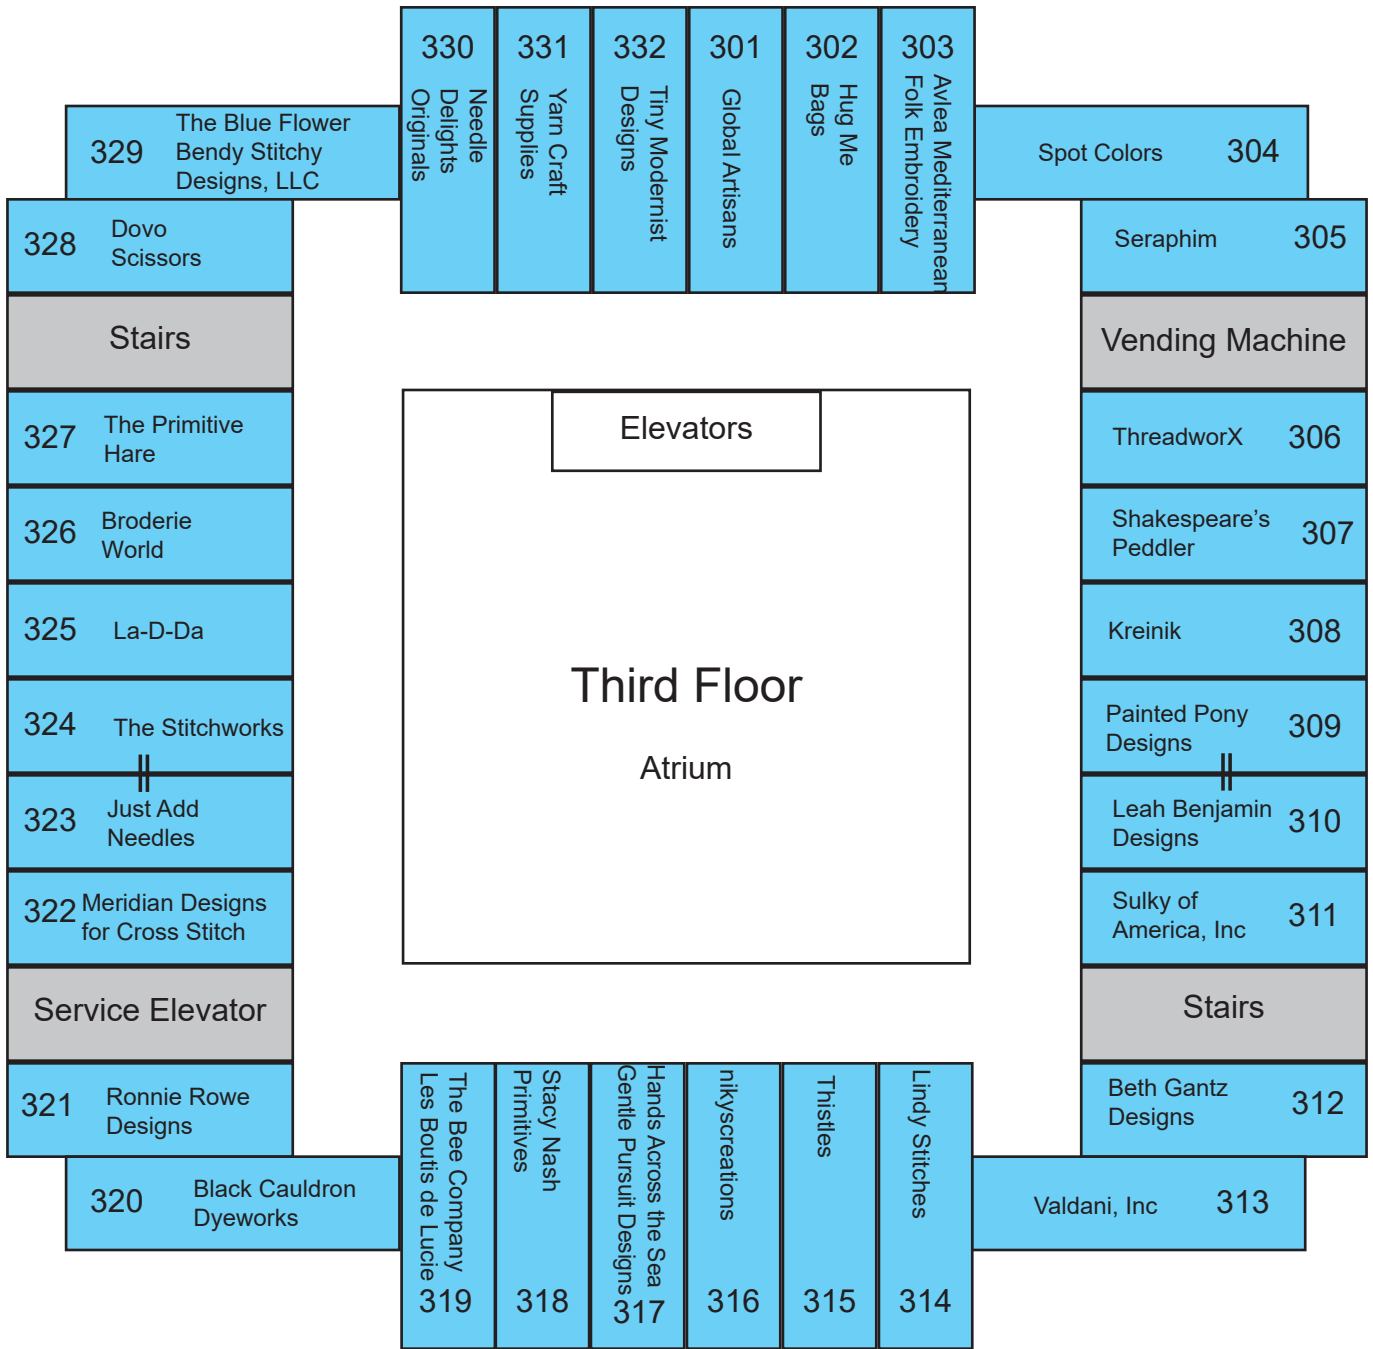 330
Needle
Delights
Originals
331
Yarn Craft
Supplies
332
Tiny Modernist
Designs
301
Global Artisans
302
Hug Me
Bags
303
Avlea Mediterranean
Folk Embroidery
329
The Blue Flower
Bendy Stitchy
Designs, LLC
Spot Colors 304
328
Dovo
Scissors
Seraphim 305
Stairs
Vending Machine
Elevators
327
The Primitive
Hare
ThreadworX 306
326
Broderie
World
Shakespeare’s
Peddler
307
325 La-D-Da
Kreinik 308
Third Floor
Atrium
324 The Stitchworks
Painted Pony
Designs
309
323
Just Add
Needles
Leah Benjamin
Designs
310
322
Meridian Designs
for Cross Stitch
Sulky of
America, Inc
311
Service Elevator
Stairs
321
Ronnie Rowe
Designs
Beth Gantz
Designs
312
320
Black Cauldron
Dyeworks
Valdani, Inc 313
The Bee Company
Les Boutis de Lucie
319
Stacy Nash
Primitives
318
Hands Across the Sea
Gentle Pursuit Designs
317
nikyscreations
316
Thistles
315
Lindy Stitches
314